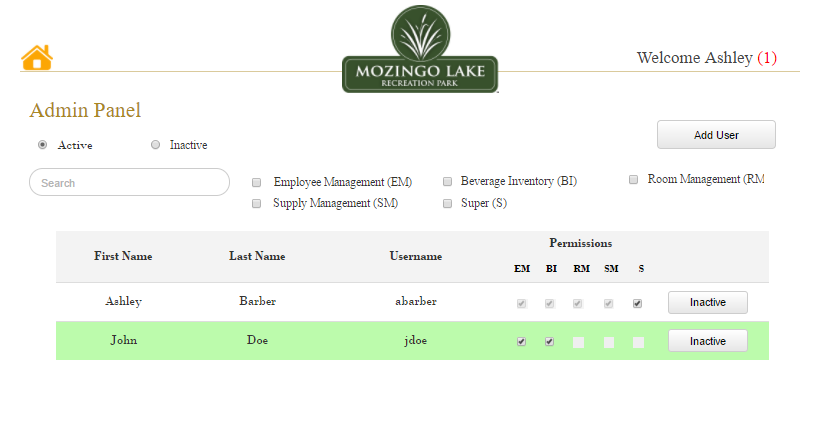 MOZINGO LAKE
RECREATION PARK
Welcome Ashley (1)
Admin Panel
Active Inactive
Add User
Search
Employee Management (EM) Beverage Inventory (BI) Room Management (RM
Supply Management (SM) Super (S)
First Name Last Name Username Permissions
EM BI RM SM S
Ashley Barber abarber Inactive
John Doe jdoe Inactive